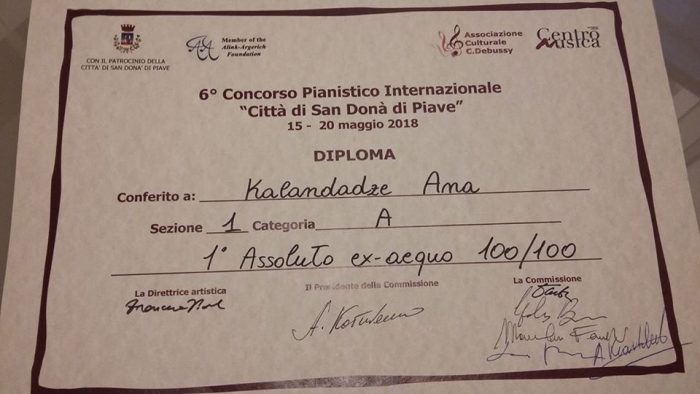 CON IL PATROCINIO DELLA
CITTA' DI SAN DONA' DI PIAVE
Member of the
Alink-Argerich
Foundation
Associazione
Culturale
C.Debussy
Centro
Musica
6° Concorso Pianistico Internazionale
"Città di San Donà di Piave"
15 - 20 maggio 2018
DIPLOMA
Conferito a: Kalandadze Ana
Sezione 1 Categoria A
1° Assoluto ex-aequo 100/100
La Direttrice artistica
Il Presidente della Commissione
La Commissione